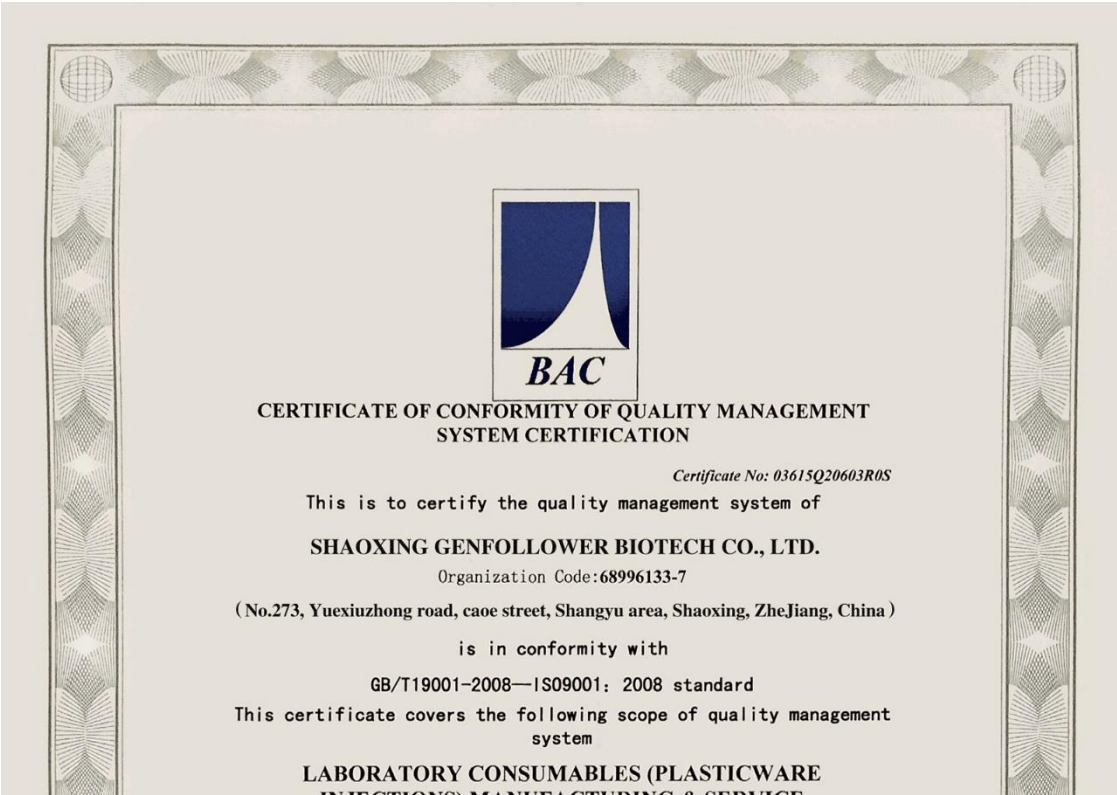 BAC
CERTIFICATE OF CONFORMITY OF QUALITY MANAGEMENT
SYSTEM CERTIFICATION
Certificate No: 03615Q20603R0S
This is to certify the quality management system of
SHAOXING GENFOLLOWER BIOTECH CO., LTD.
Organization Code:68996133-7
(No.273, Yuexiuzhong road, caoe street, Shangyu area, Shaoxing, ZheJiang, China)
is in conformity with
GB/T19001-2008—ISO9001: 2008 standard
This certificate covers the following scope of quality management
system
LABORATORY CONSUMABLES (PLASTICWARE
INJECTIONS) MANUFACTURING & SERVICE